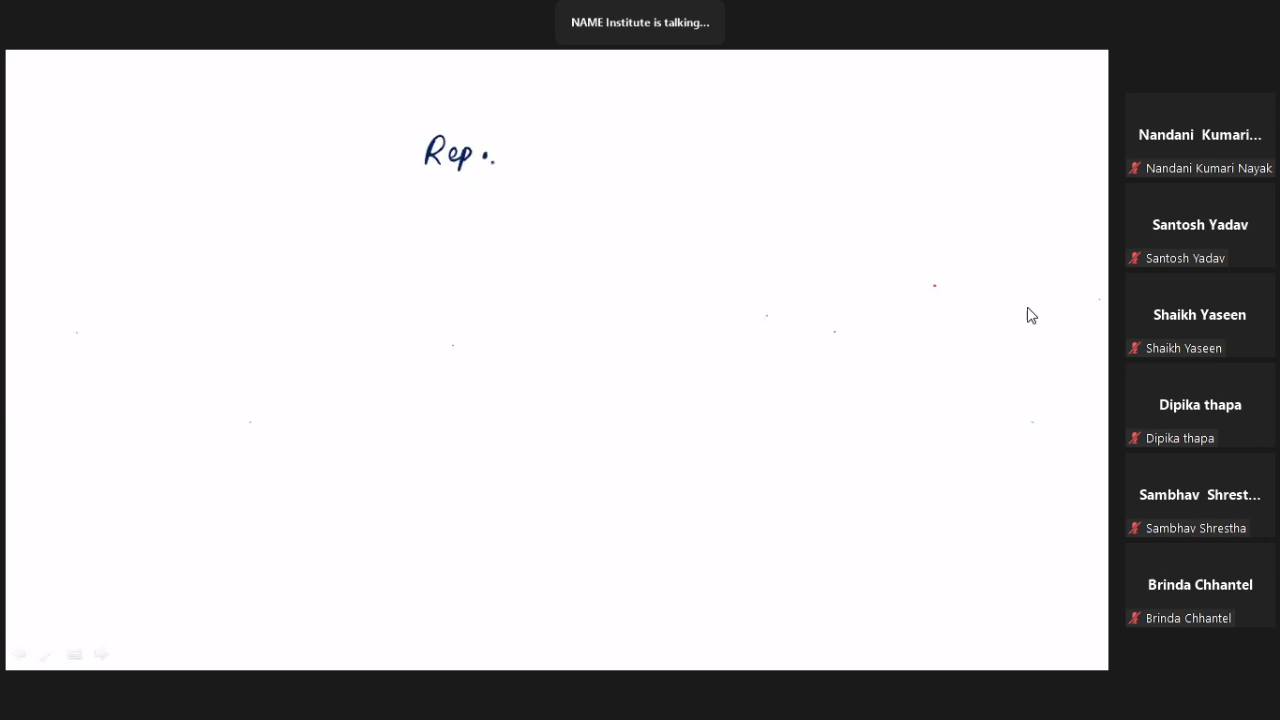 NAME Institute is talking...
Rep..
Nandani Kumari...
Nandani Kumari Nayak
Santosh Yadav
Santosh Yadav
Shaikh Yaseen
Shaikh Yaseen
Dipika thapa
Dipika thapa
Sambhav Shrest...
Sambhav Shrestha
Brinda Chhantel
Brinda Chhantel